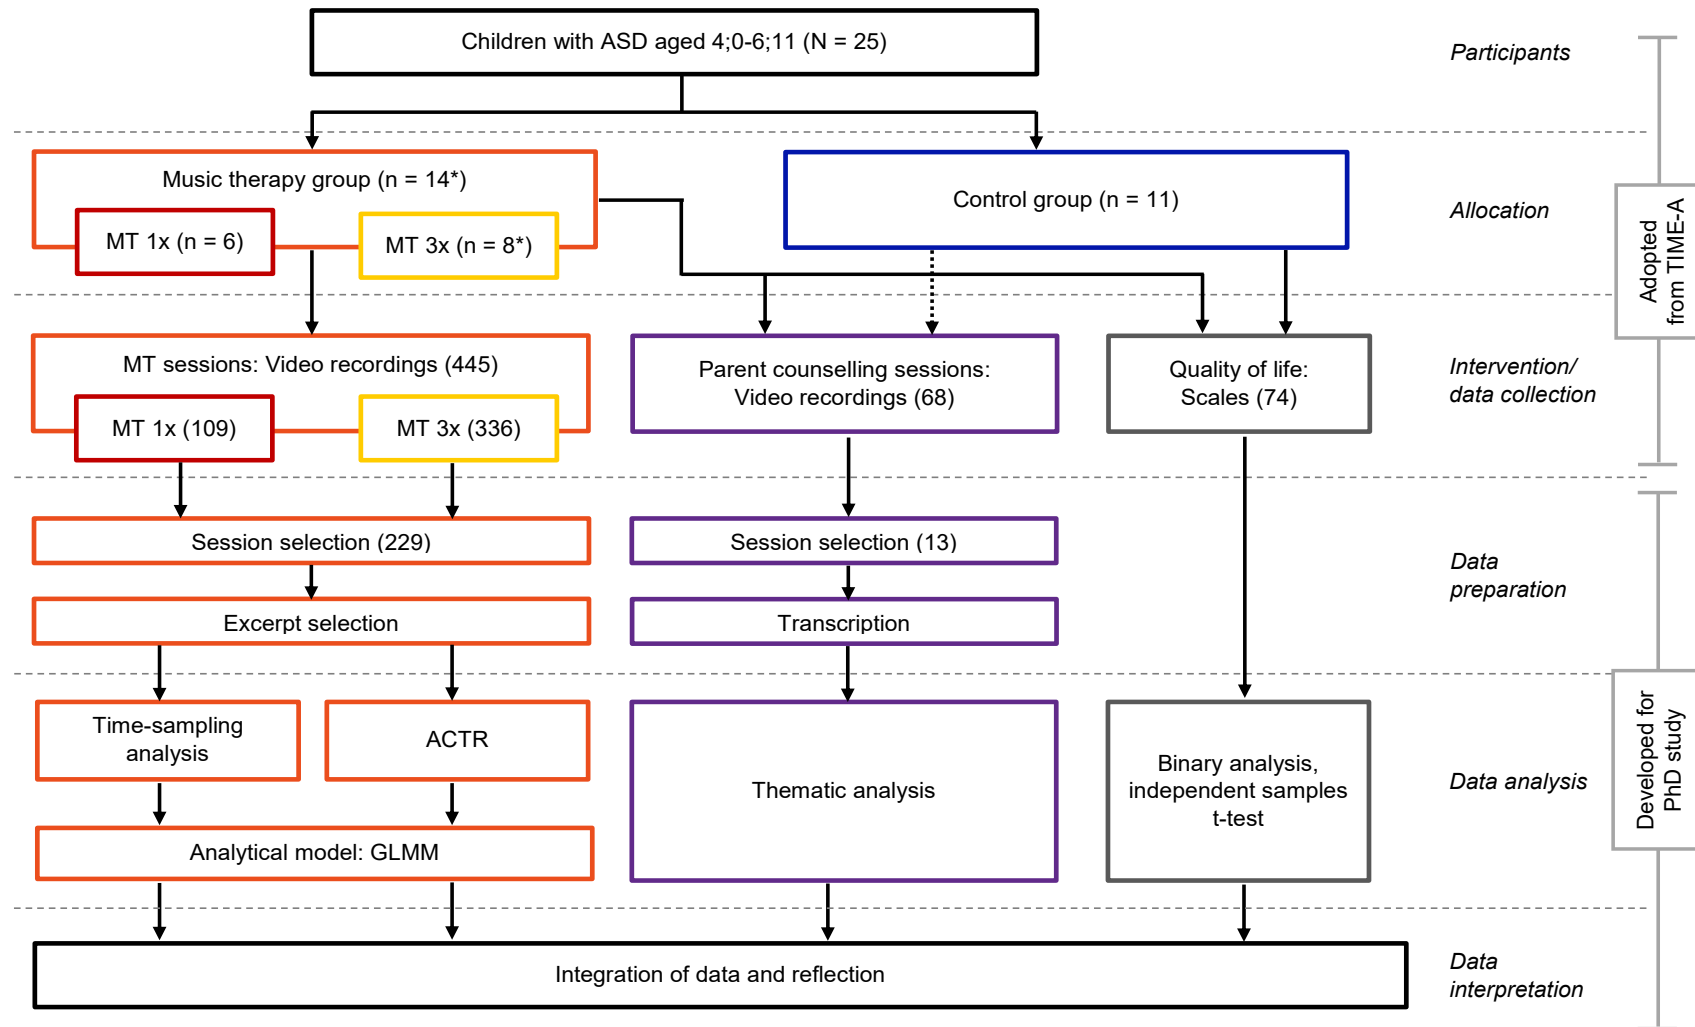 Children with ASD aged 4;0-6;11 (N = 25)
Participants
Music therapy group (n = 14*)
MT 1x (n = 6)
MT 3x (n = 8*)
Control group (n = 11)
Allocation
Adopted
from TIME-A
MT sessions: Video recordings (445)
MT 1x (109)
MT 3x (336)
Parent counselling sessions:
Video recordings (68)
Quality of life:
Scales (74)
Intervention/
data collection
Session selection (229)
Session selection (13)
Data
preparation
Excerpt selection
Transcription
Time-sampling
analysis
ACTR
Thematic analysis
Binary analysis,
independent samples
t-test
Data analysis
Developed for
PhD study
Analytical model: GLMM
Integration of data and reflection
Data
interpretation